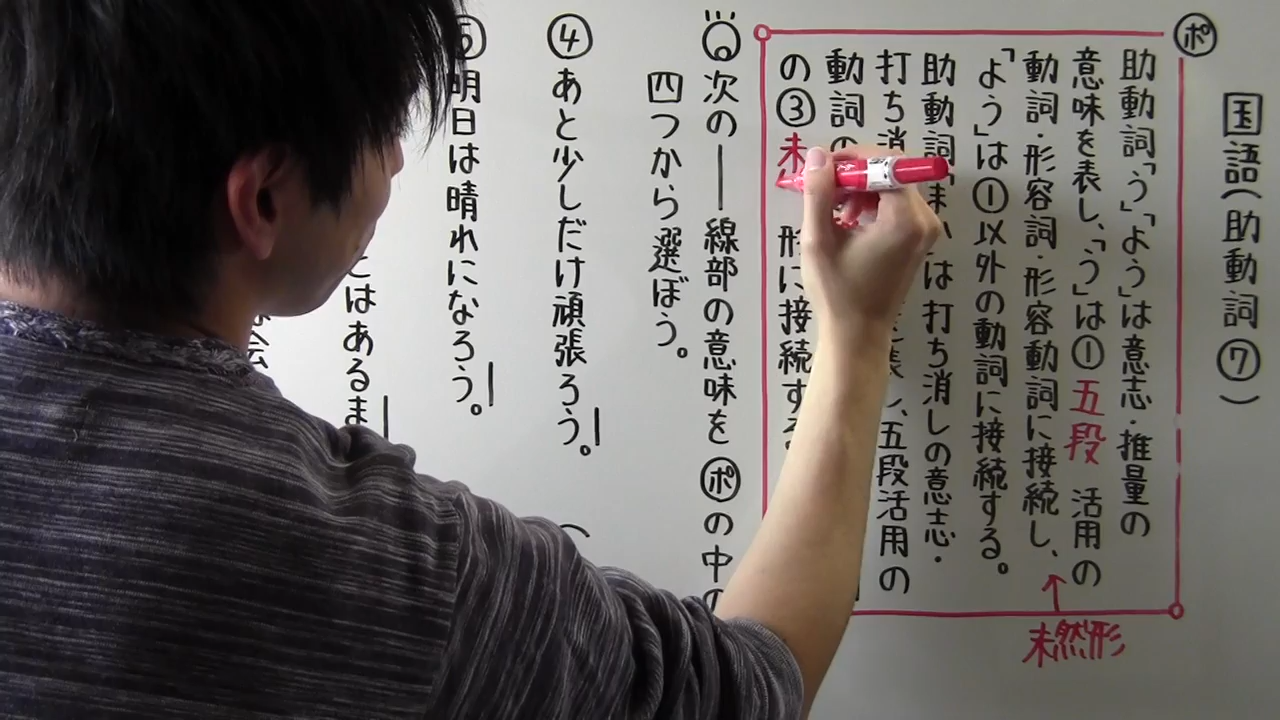 国語（助動詞⑦）
ポ
助動詞「う」「よう」は意志・推量の
意味を表し、「う」は①五段 活用の
動詞・形容詞・形容動詞に接続し、
未然形
「よう」は①以外の動詞に接続する。
助動詞「ま は打ち消しの意志・
打ち消 し、五段活用の
動詞の
の③未 形に接続する
Q 次の――線部の意味をポの中の
四つから選ぼう。
④ あと少しだけ頑張ろう。
（
⑤ 明日は晴れになろう。
とはあるま
会